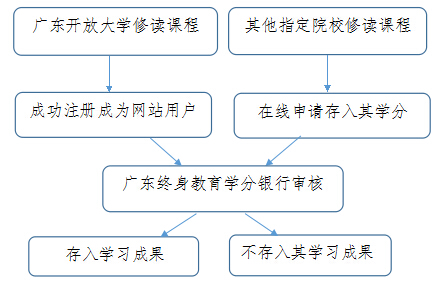 广东开放大学修读课程
其他指定院校修读课程
成功注册成为网站用户
在线申请存入其学分
广东终身教育学分银行审核
存入学习成果
不存入其学习成果